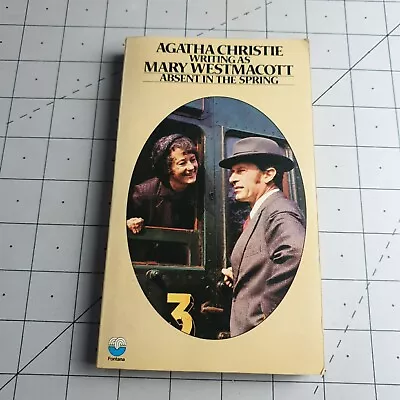 AGATHA CHRISTIE
WRITING AS
MARY WESTMACOTT
ABSENT IN THE SPRING
3
Fontana